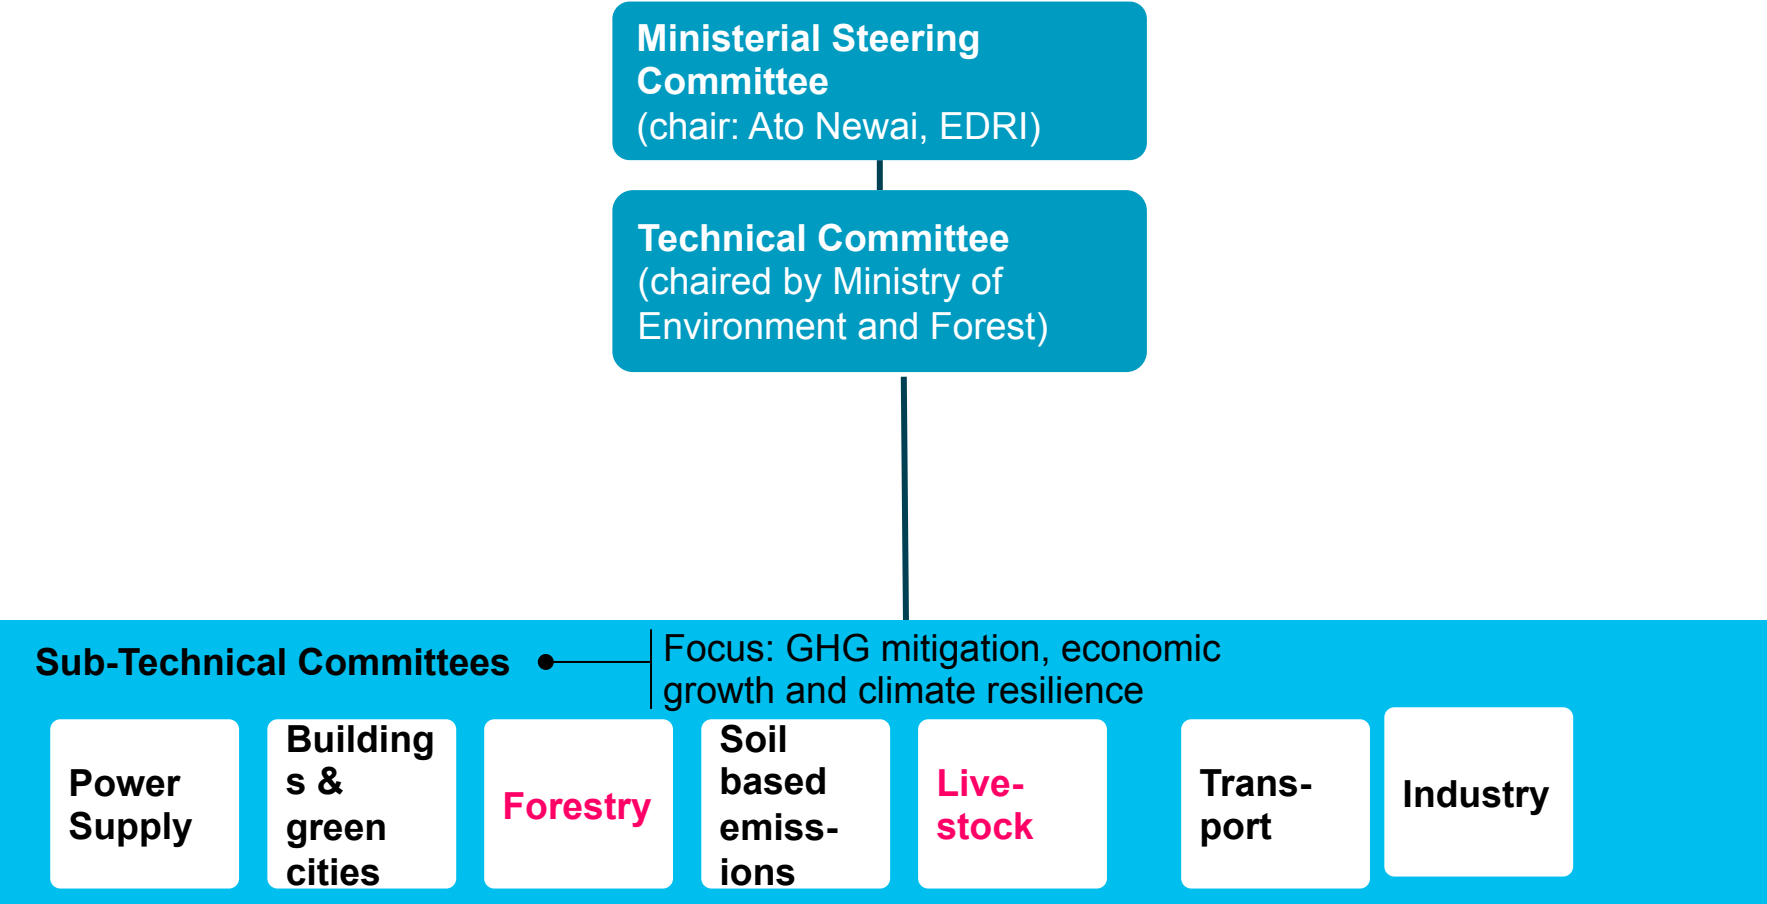 Ministerial Steering
Committee
(chair: Ato Newai, EDRI)
Technical Committee
(chaired by Ministry of
Environment and Forest)
Sub-Technical Committees
Focus: GHG mitigation, economic
growth and climate resilience
Power
Supply
Building
s &
green
cities
Forestry
Soil
based
emiss-
ions
Live-
stock
Trans-
port
Industry